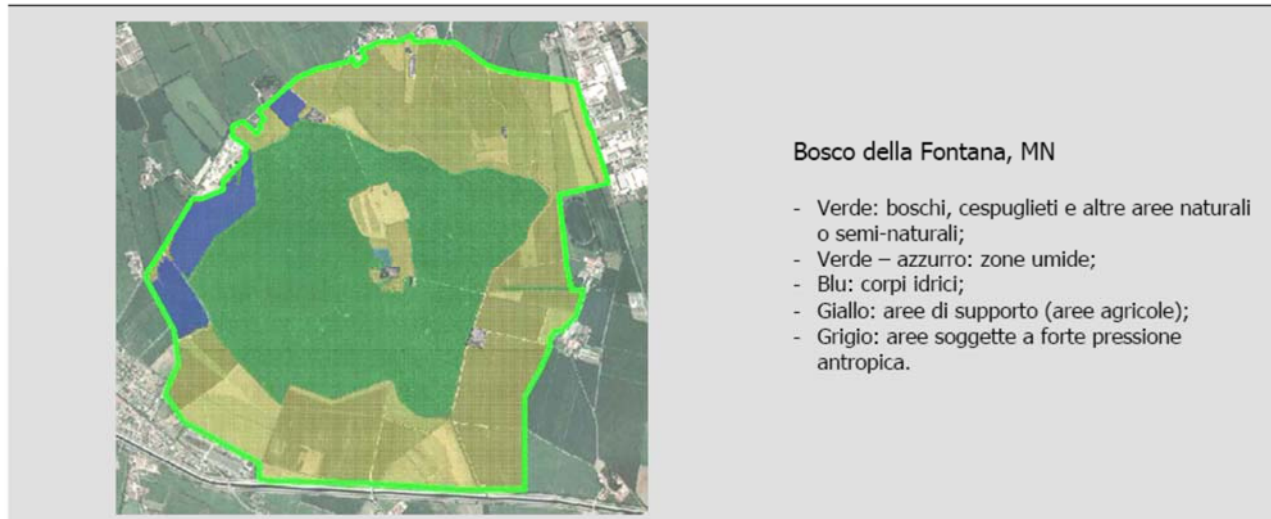 Bosco della Fontana, MN
- Verde: boschi, cespuglieti e altre aree naturali
o semi-naturali;
- Verde – azzurro: zone umide;
- Blu: corpi idrici;
- Giallo: aree di supporto (aree agricole);
- Grigio: aree soggette a forte pressione
antropica.